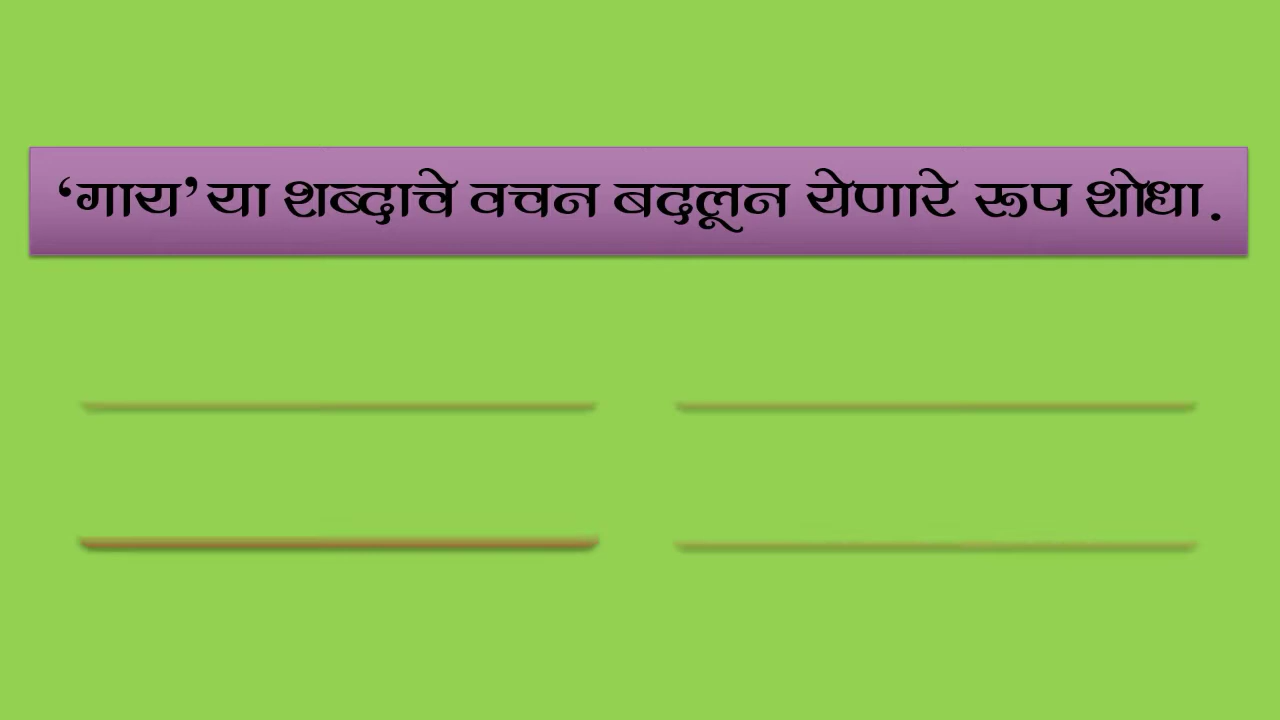 ‘गाय’ या शब्दाचे वचन बदलून येणारे रूप शोधा.